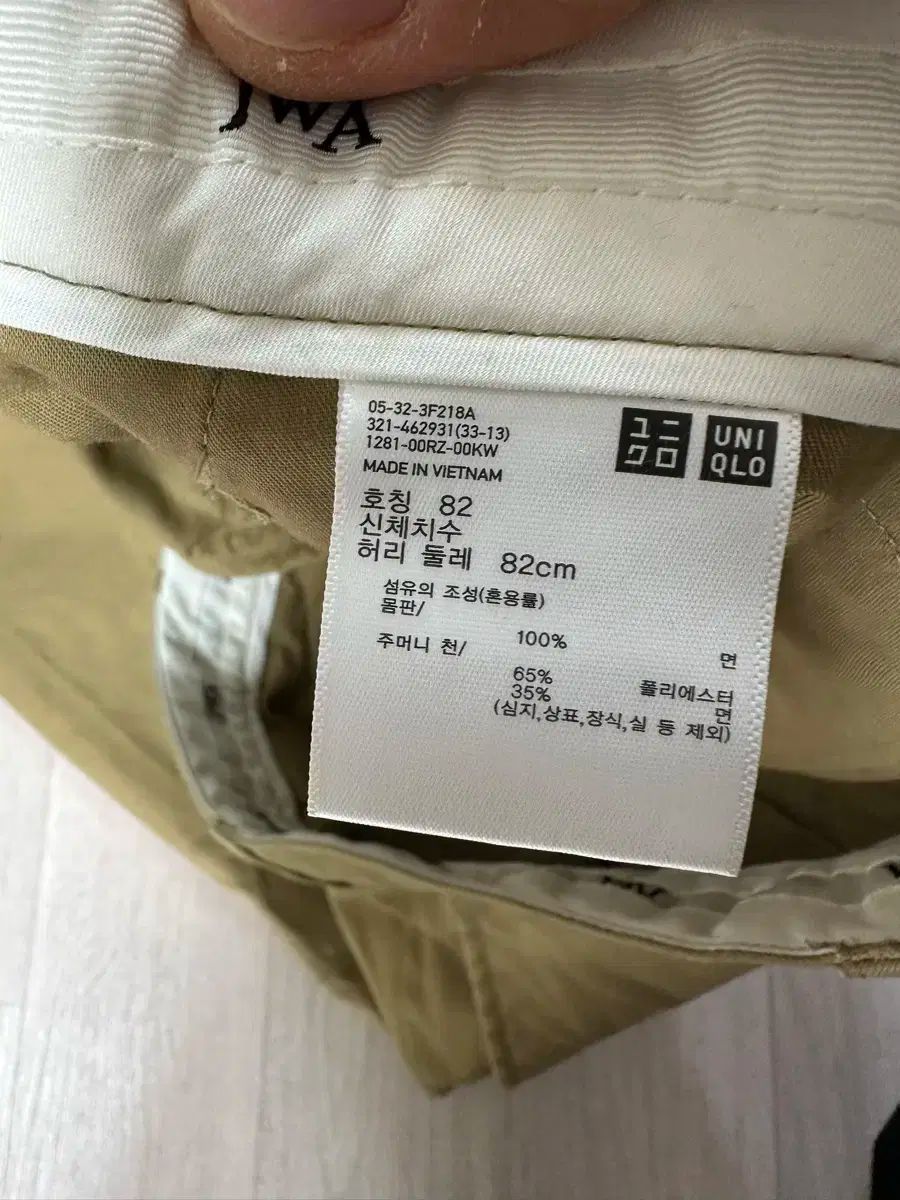 JWA
05-32-3F218A
321-462931(33-13)
1281-00RZ-00KW
MADE IN VIETNAM
ユニ
クロ
UNI
QLO
호칭 82
신체치수
허리 둘레 82cm
섬유의 조성(혼용률)
몸판/
100% 면
주머니 천/
65% 폴리에스터
35% 면
(심지,상표,장식,실 등 제외)